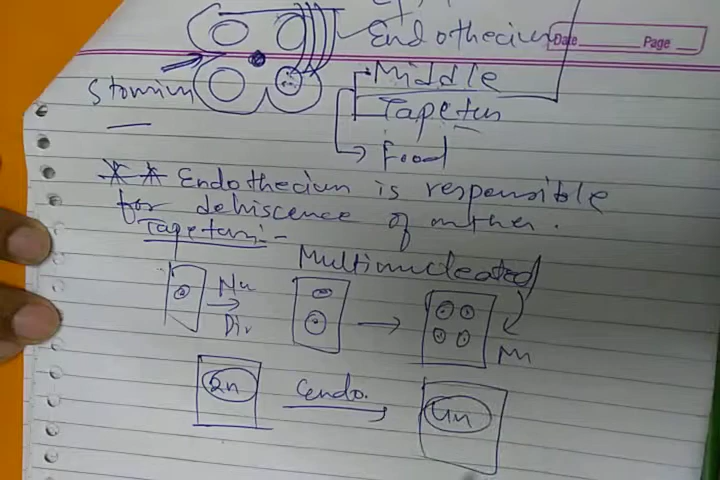 Endothecium
Date Page
Middle
Stomium
Tapetum
Food
** Endothecium is responsible
for dehiscence of anther.
Tapetum:-
Multinucleated
Nu
Div
2n
Cendo.
4n